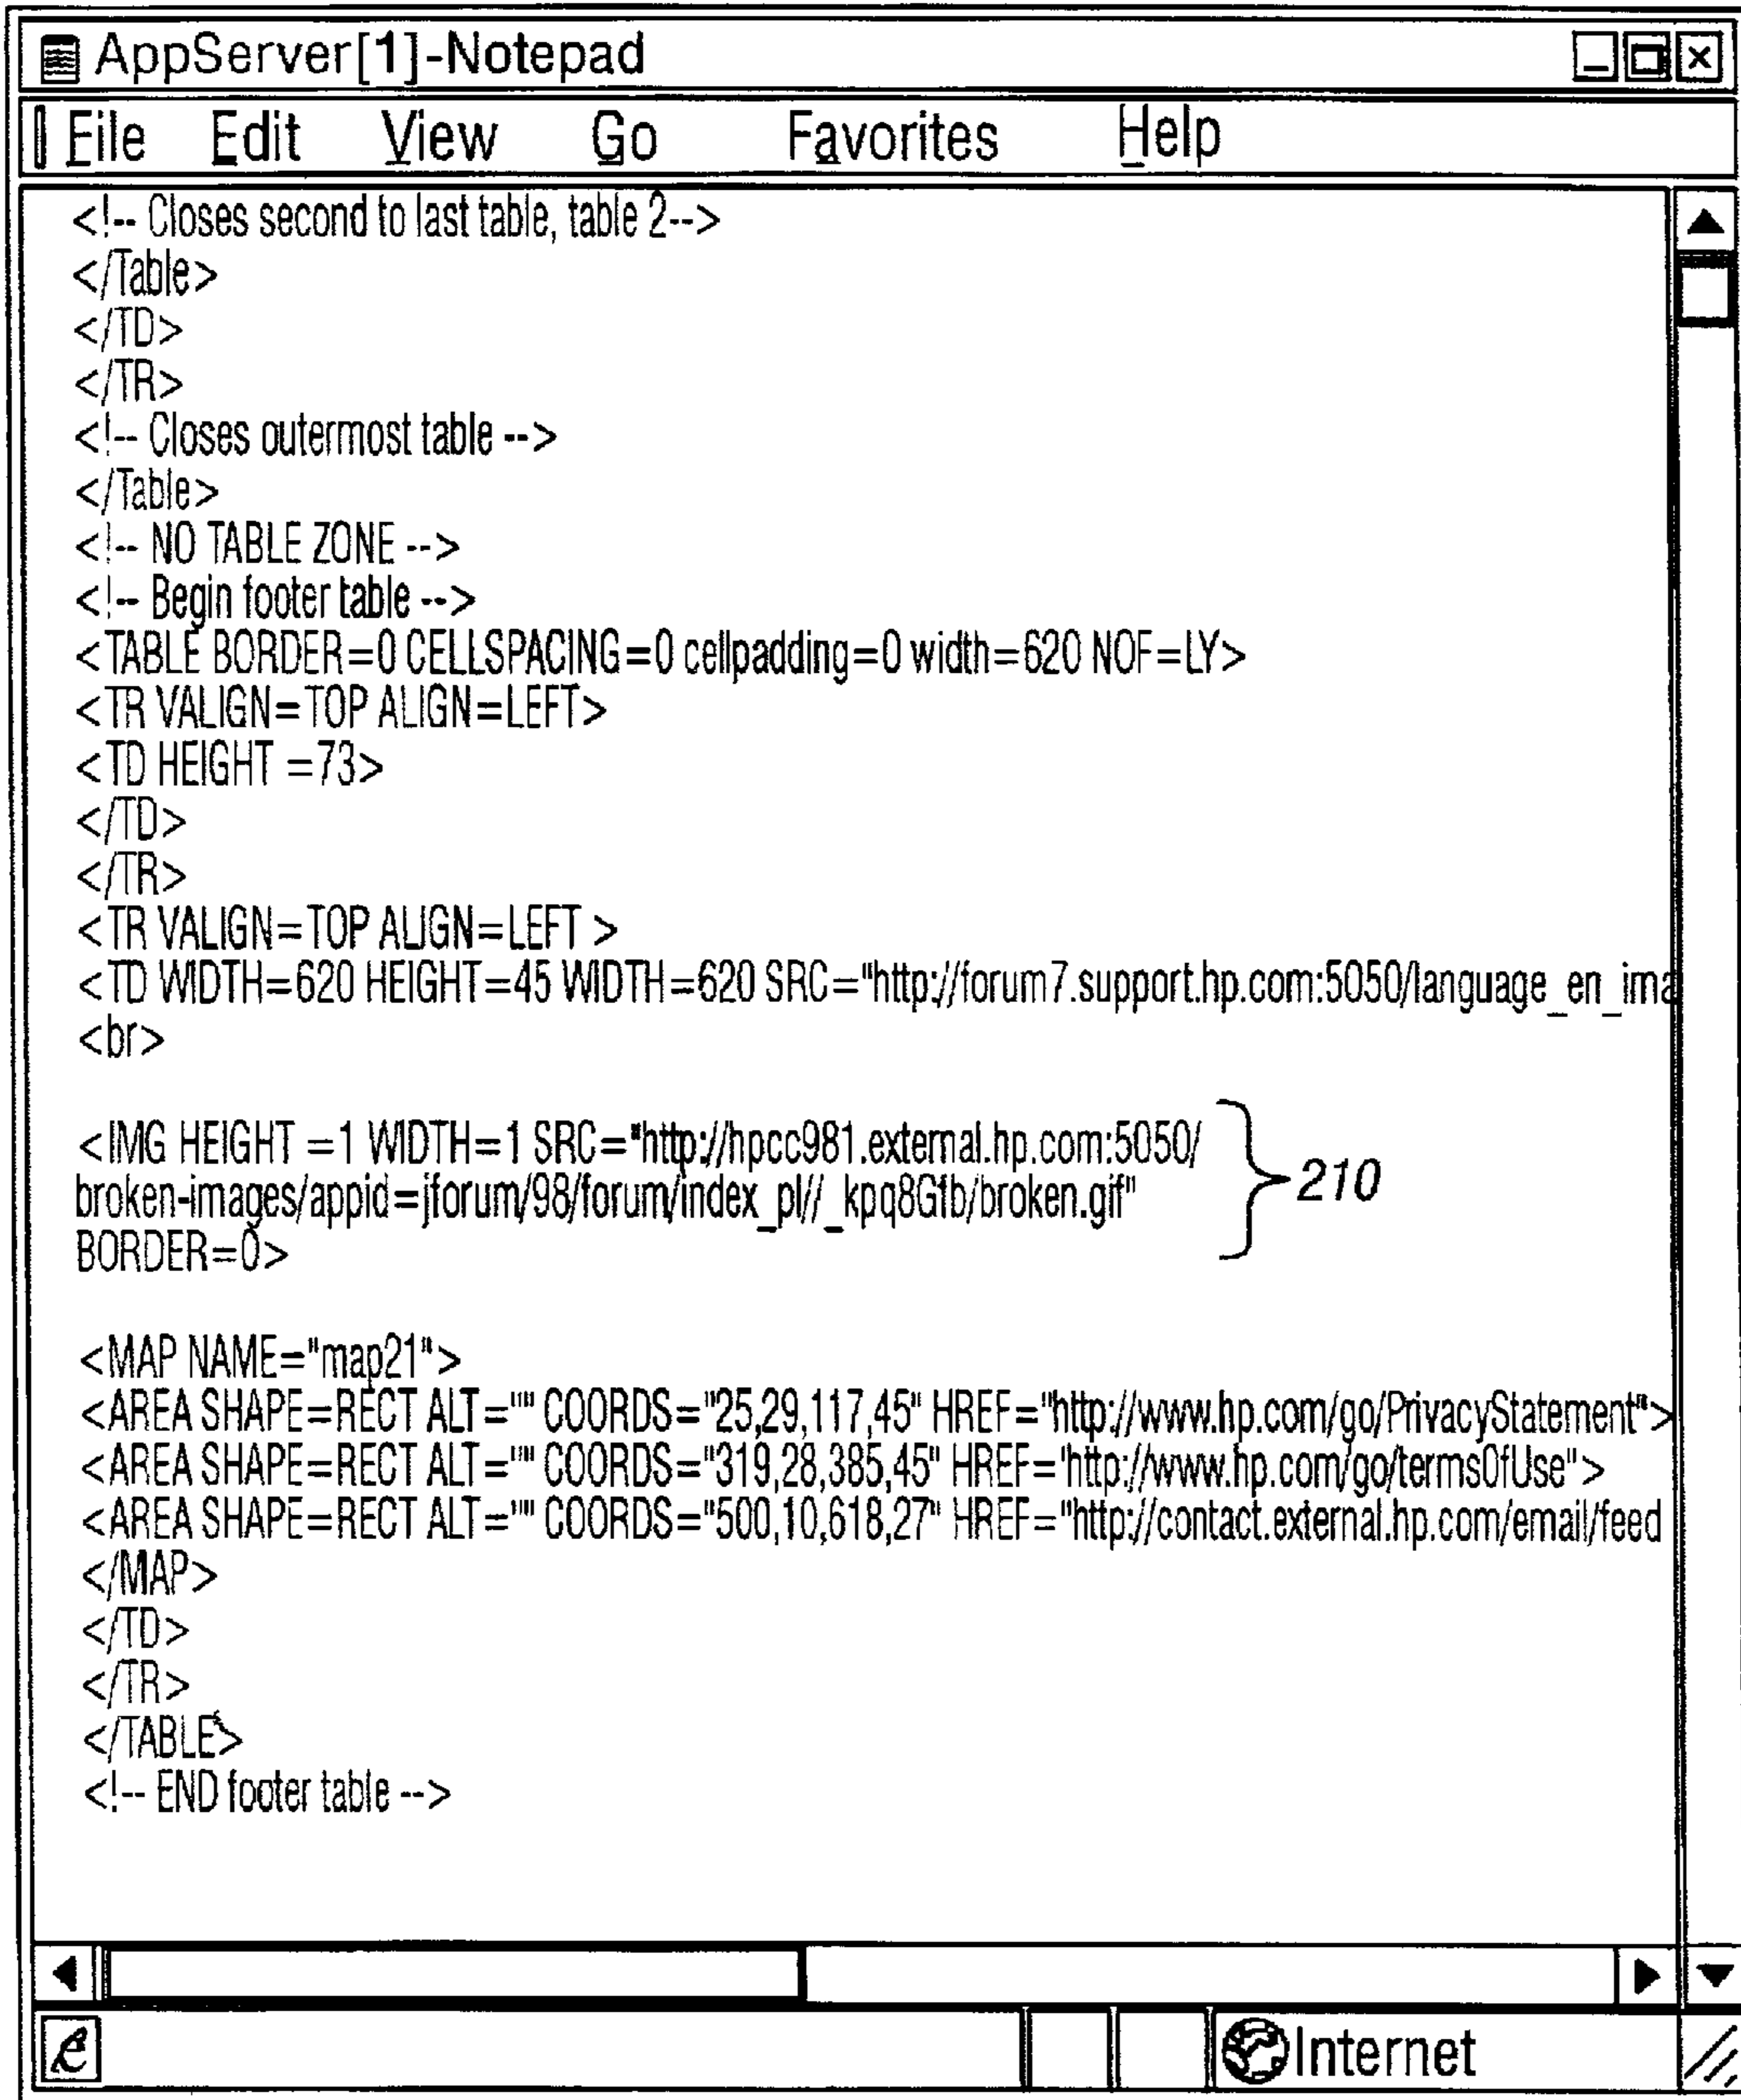 AppServer[1]-Notepad
File Edit View Go Favorites Help
<!-- Closes second to last table, table 2-->
</Table>
</TD>
</TR>
<!-- Closes outermost table -->
</Table>
<!-- NO TABLE ZONE -->
<!-- Begin footer table -->
<TABLE BORDER=0 CELLSPACING=0 cellpadding=0 width=620 NOF=LY>
<TR VALIGN=TOP ALIGN=LEFT>
<TD HEIGHT =73>
</TD>
</TR>
<TR VALIGN=TOP ALIGN=LEFT >
<TD WIDTH=620 HEIGHT=45 WIDTH=620 SRC="http://forum7.support.hp.com:5050/language_en_ima
<br>
<IMG HEIGHT =1 WIDTH=1 SRC="http://hpcc981.external.hp.com:5050/
broken-images/appid=jforum/98/forum/index_pl//_kpq8Gfb/broken.gif"
BORDER=0>
210
<MAP NAME="map21">
<AREA SHAPE=RECT ALT="" COORDS="25,29,117,45" HREF="http://www.hp.com/go/PrivacyStatement">
<AREA SHAPE=RECT ALT="" COORDS="319,28,385,45" HREF="http://www.hp.com/go/termsOfUse">
<AREA SHAPE=RECT ALT="" COORDS="500,10,618,27" HREF="http://contact.external.hp.com/email/feed
</MAP>
</TD>
</TR>
</TABLE>
<!-- END footer table -->
Internet